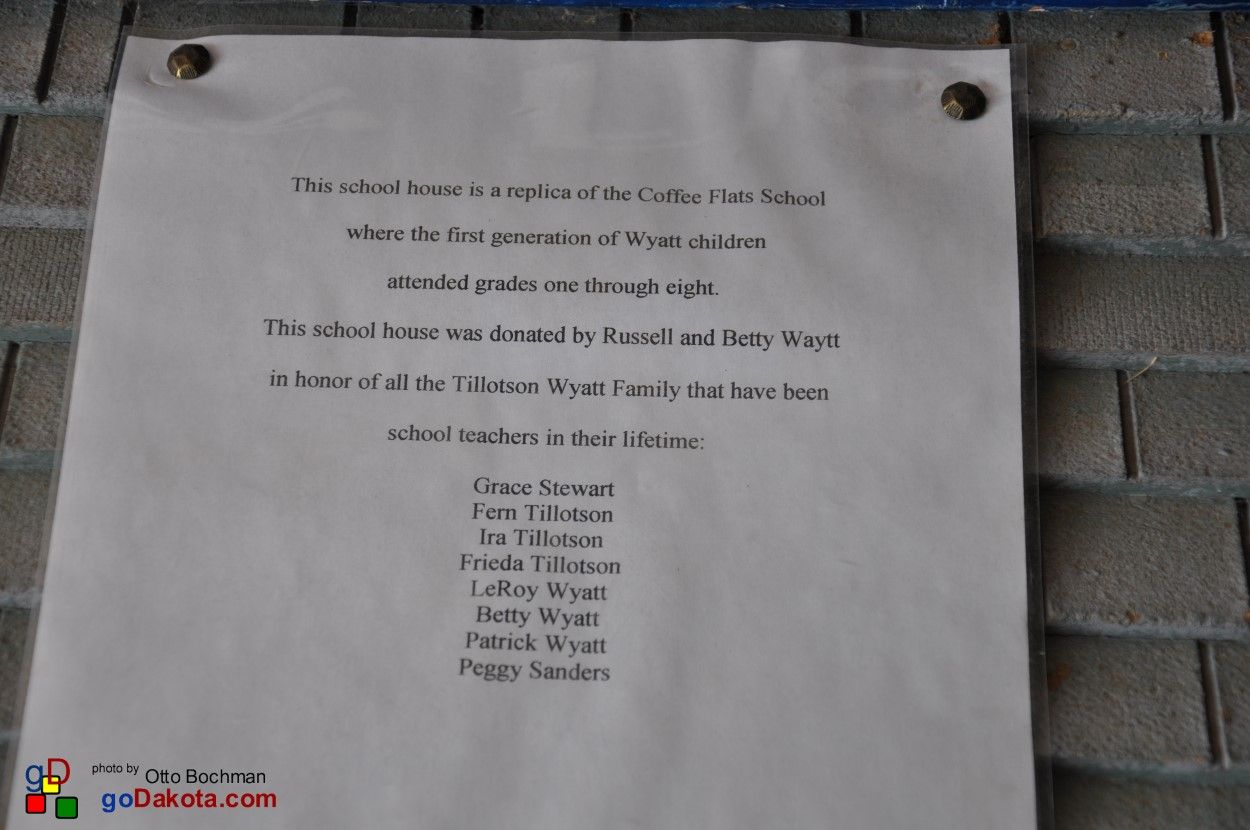 This school house is a replica of the Coffee Flats School
where the first generation of Wyatt children
attended grades one through eight.
This school house was donated by Russell and Betty Waytt
in honor of all the Tillotson Wyatt Family that have been
school teachers in their lifetime:
Grace Stewart
Fern Tillotson
Ira Tillotson
Frieda Tillotson
LeRoy Wyatt
Betty Wyatt
Patrick Wyatt
Peggy Sanders
gD
photo by Otto Bochman
goDakota.com